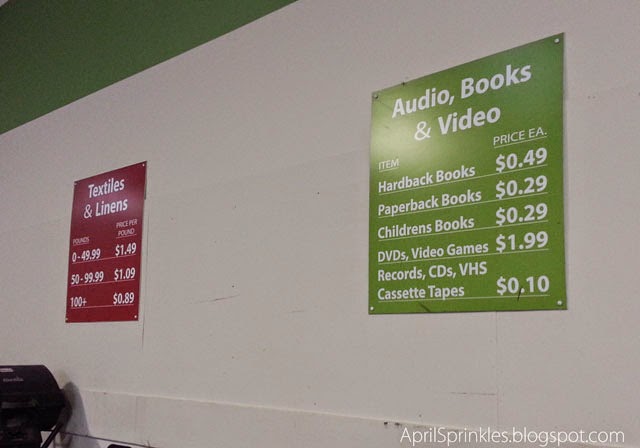 Textiles
& Linens
POUNDS PRICE PER POUND
0 - 49.99 $1.49
50 - 99.99 $1.09
100+ $0.89
Audio, Books
& Video
ITEM PRICE EA.
Hardback Books $0.49
Paperback Books $0.29
Childrens Books $0.29
DVDs, Video Games $1.99
Records, CDs, VHS
Cassette Tapes $0.10
AprilSprinkles.blogspot.com